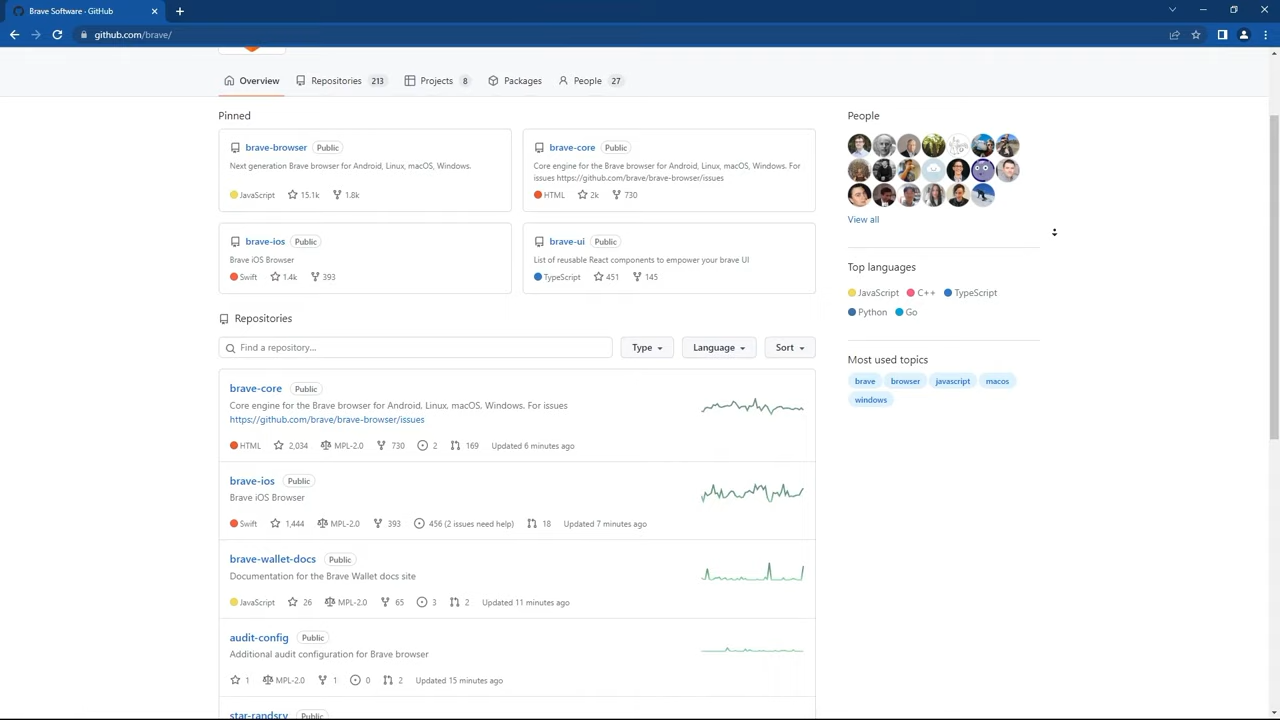 Brave Software - GitHub
github.com/brave/
Overview Repositories 213 Projects 8 Packages People 27
Pinned
brave-browser Public
Next generation Brave browser for Android, Linux, macOS, Windows.
JavaScript 15.1k 1.8k
brave-core Public
Core engine for the Brave browser for Android, Linux, macOS, Windows. For
issues https://github.com/brave/brave-browser/issues
HTML 2k 730
brave-ios Public
Brave iOS Browser
Swift 1.4k 393
brave-ui Public
List of reusable React components to empower your brave UI
TypeScript 451 145
Repositories
Find a repository...
Type Language Sort
brave-core Public
Core engine for the Brave browser for Android, Linux, macOS, Windows. For issues
https://github.com/brave/brave-browser/issues
HTML 2,034 MPL-2.0 730 2 169 Updated 6 minutes ago
brave-ios Public
Brave iOS Browser
Swift 1,444 MPL-2.0 393 456 (2 issues need help) 18 Updated 7 minutes ago
brave-wallet-docs Public
Documentation for the Brave Wallet docs site
JavaScript 26 MPL-2.0 65 3 2 Updated 11 minutes ago
audit-config Public
Additional audit configuration for Brave browser
1 MPL-2.0 1 0 2 Updated 15 minutes ago
star-randsrv Public
People
View all
Top languages
JavaScript C++ TypeScript
Python Go
Most used topics
brave browser javascript macos
windows